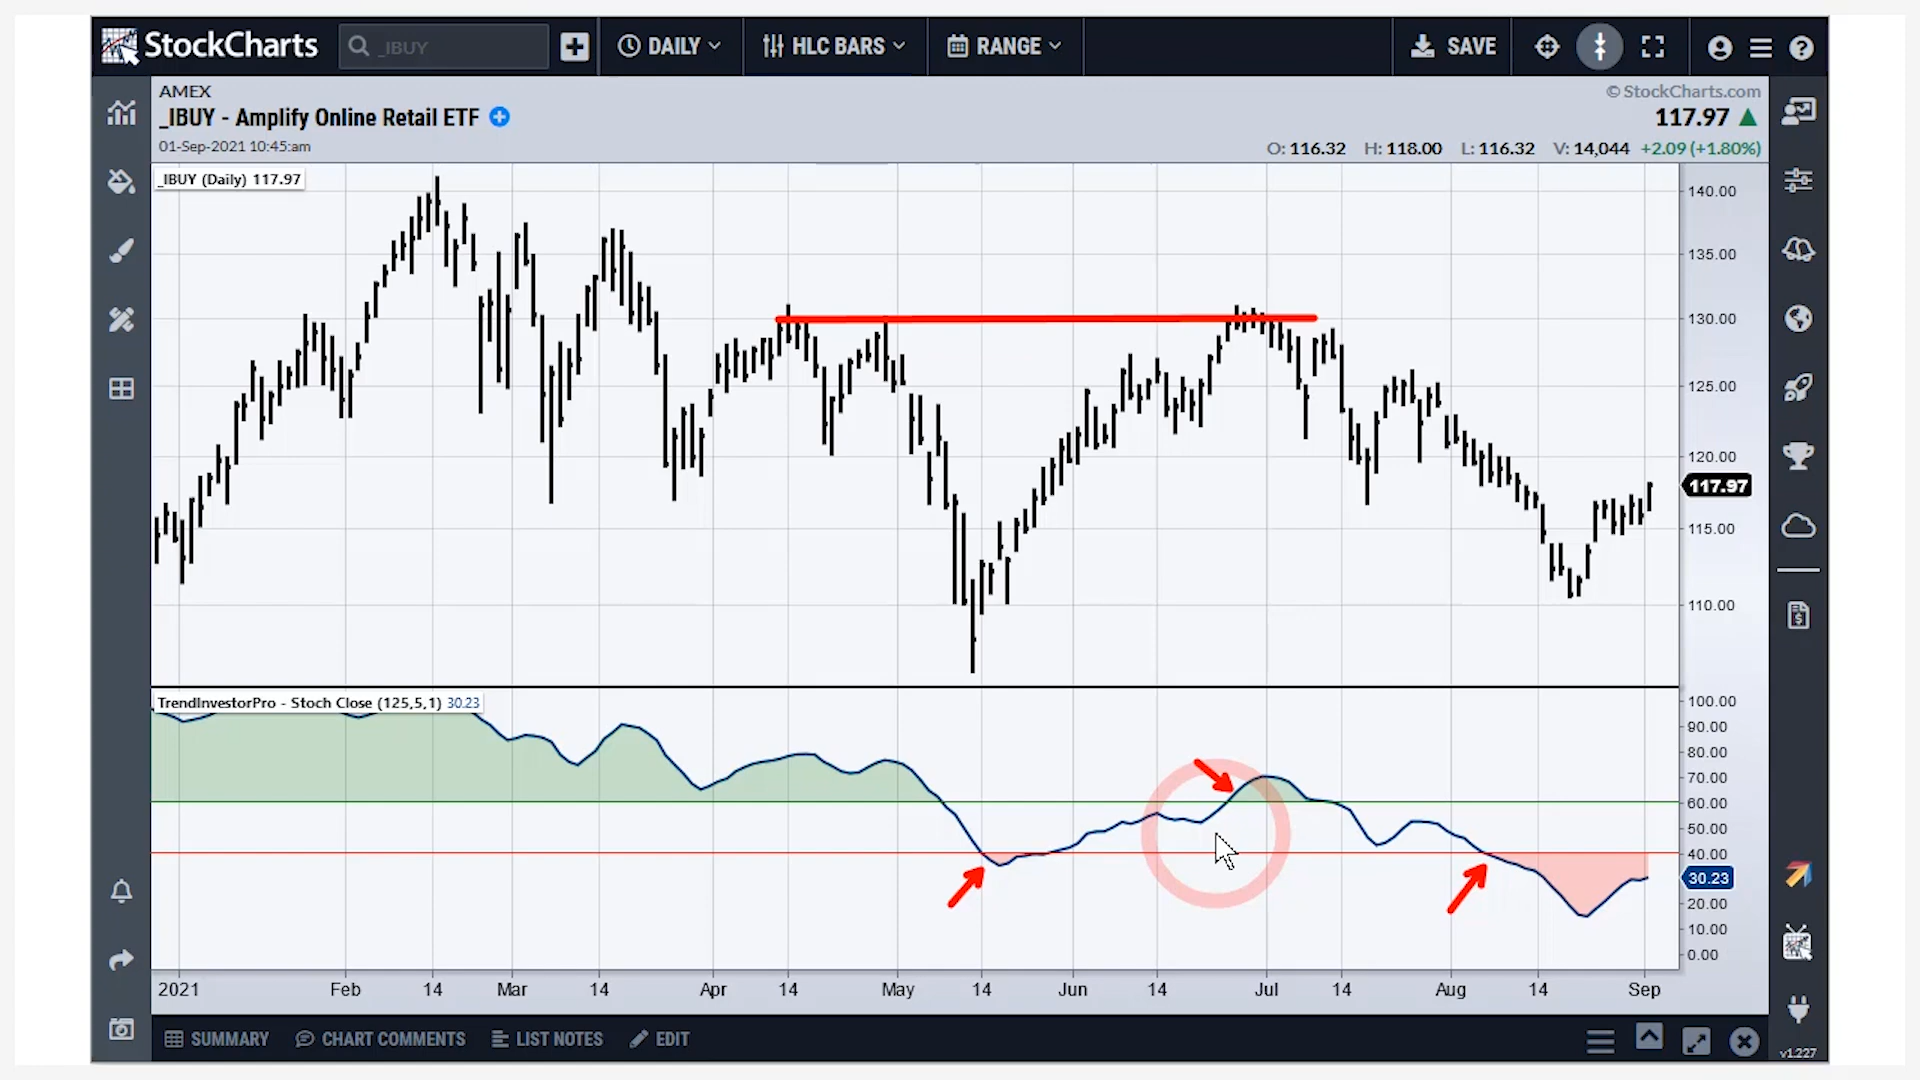 StockCharts
_IBUY
DAILY
HLC BARS
RANGE
SAVE
AMEX
© StockCharts.com
_IBUY - Amplify Online Retail ETF
117.97
01-Sep-2021 10:45:am
O: 116.32 H: 118.00 L: 116.32 V: 14,044 +2.09 (+1.80%)
_IBUY (Daily) 117.97
140.00
135.00
130.00
125.00
120.00
117.97
115.00
110.00
TrendInvestorPro - Stoch Close (125,5,1) 30.23
100.00
90.00
80.00
70.00
60.00
50.00
40.00
30.23
20.00
10.00
0.00
2021 Feb 14 Mar 14 Apr 14 May 14 Jun 14 Jul 14 Aug 14 Sep
SUMMARY
CHART COMMENTS
LIST NOTES
EDIT
v1.227